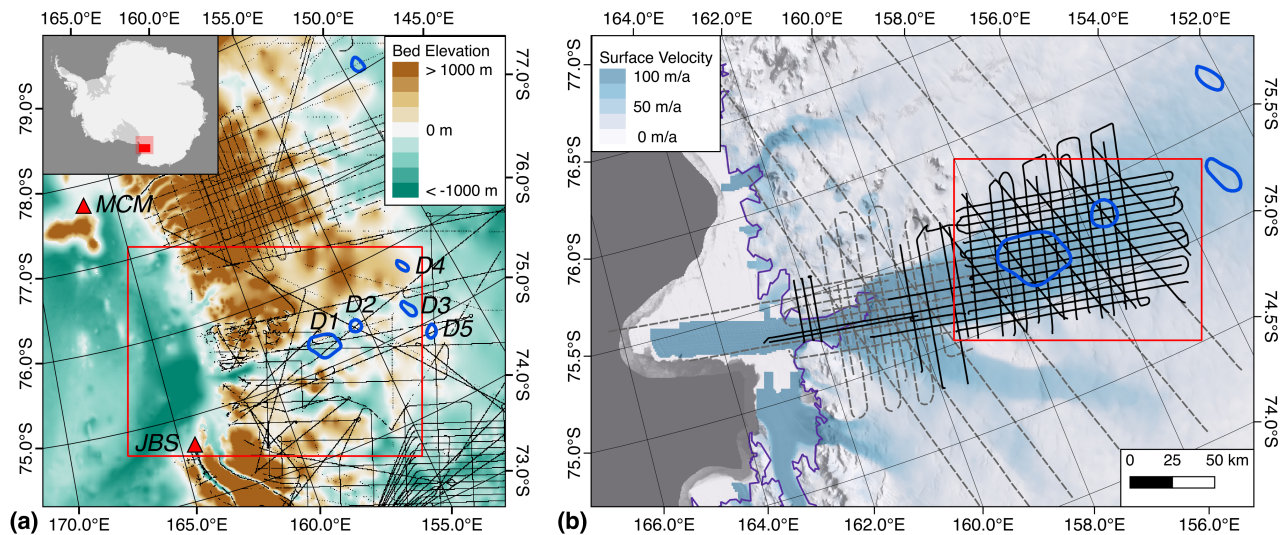 165.0°E 160.0°E 150.0°E 145.0°E
Bed Elevation
> 1000 m
0 m
< -1000 m
77.0°S
76.0°S
75.0°S
74.0°S
73.0°S
79.0°S
78.0°S
77.0°S
76.0°S
75.0°S
MCM
JBS
D4
D2
D3
D1
D5
(a)
170.0°E 165.0°E 160.0°E 155.0°E
164.0°E 162.0°E 160.0°E 158.0°E 156.0°E 154.0°E 152.0°E
Surface Velocity
100 m/a
50 m/a
0 m/a
77.0°S
76.5°S
76.0°S
75.5°S
75.0°S
75.5°S
75.0°S
74.5°S
74.0°S
0 25 50 km
(b)
166.0°E 164.0°E 162.0°E 160.0°E 158.0°E 156.0°E